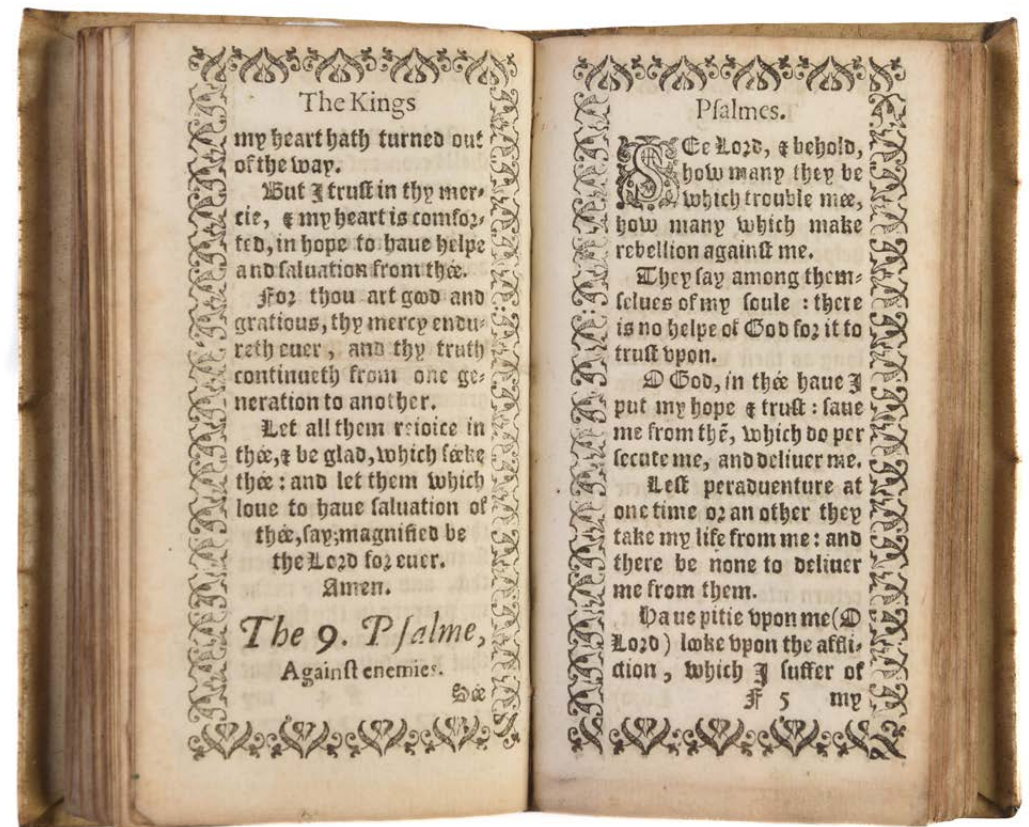 The Kings
my heart hath turned out
of the way.
But I trust in thy mer-
cie, & my heart is comfor-
ted, in hope to haue helpe
and saluation from thée.
For thou art good and
gratious, thy mercy endu-
reth euer, and thy truth
continueth from one ge-
neration to another.
Let all them reioice in
thée, & be glad, which séeke
thée : and let them which
loue to haue saluation of
thée, say; magnified be
the Lord for euer.
Amen.
The 9. Psalme,
Against enemies.
Sée
Psalmes.
SEe Lord, & behold,
how many they be
which trouble mée,
how many which make
rebellion against me.
They say among them-
selues of my soule : there
is no helpe of God for it to
trust vpon.
O God, in thée haue I
put my hope & trust : saue
me from thē, which do per
secute me, and deliuer me.
Lest peraduenture at
one time or an other they
take my life from me : and
there be none to deliuer
me from them.
Haue pitie vpon me (O
Lord) looke vpon the affli-
ction, which I suffer of
F 5 my